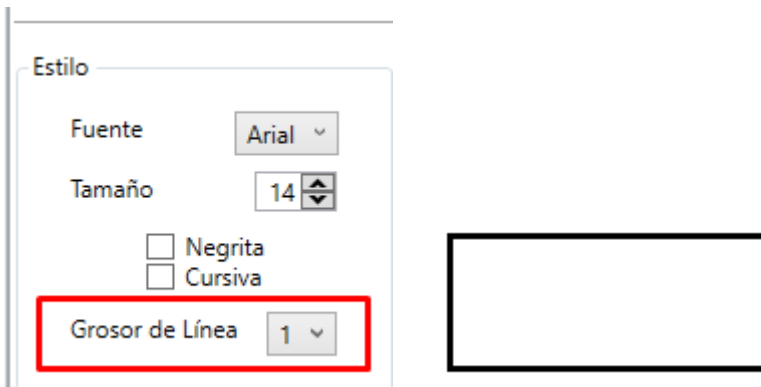 Estilo
Fuente Arial
Tamaño 14
Negrita
Cursiva
Grosor de Línea 1